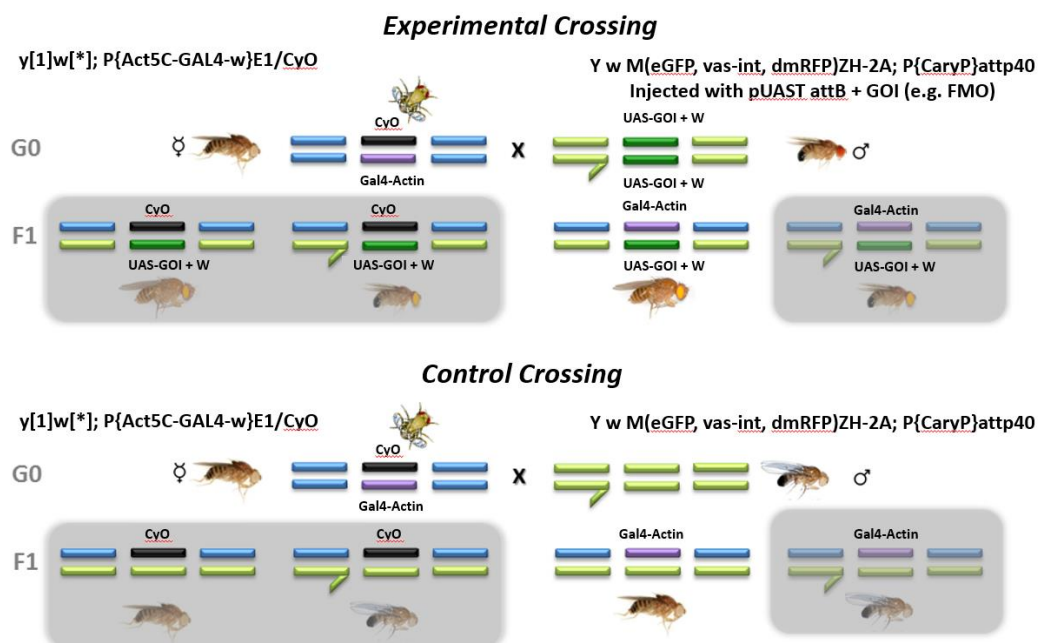 Experimental Crossing
y[1]w[*]; P{Act5C-GAL4-w}E1/CyO
Y w M(eGFP, vas-int, dmRFP)ZH-2A; P{CaryP}attp40
Injected with pUAST attB + GOI (e.g. FMO)
G0
☿
CyO
Gal4-Actin
X
UAS-GOI + W
UAS-GOI + W
♂
F1
CyO
UAS-GOI + W
CyO
UAS-GOI + W
Gal4-Actin
UAS-GOI + W
Gal4-Actin
UAS-GOI + W
Control Crossing
y[1]w[*]; P{Act5C-GAL4-w}E1/CyO
Y w M(eGFP, vas-int, dmRFP)ZH-2A; P{CaryP}attp40
G0
☿
CyO
Gal4-Actin
X
♂
F1
CyO
CyO
Gal4-Actin
Gal4-Actin